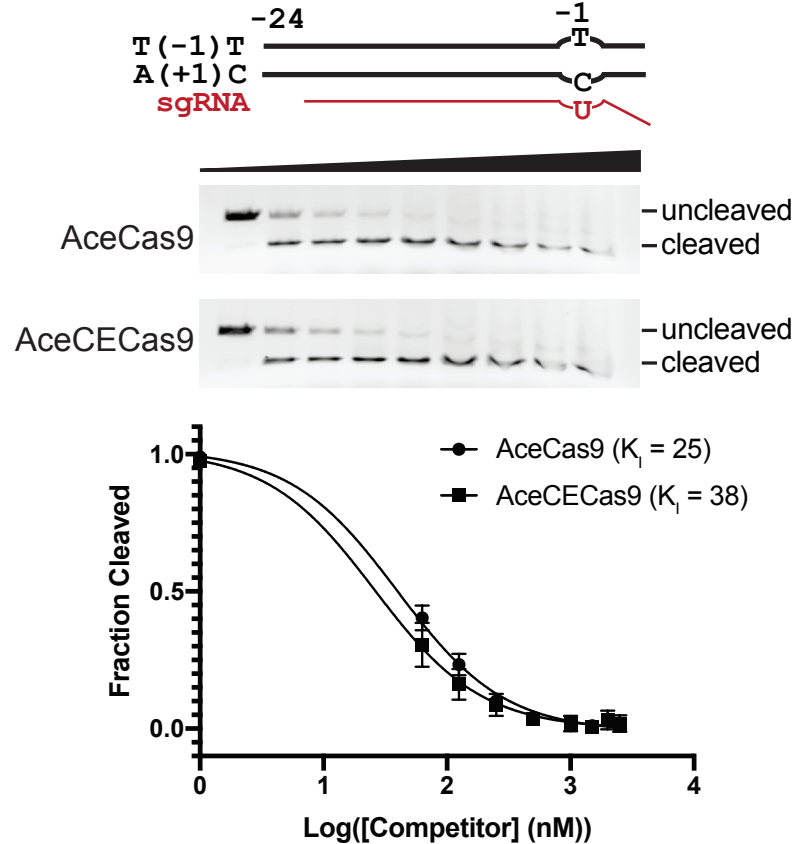 -24 -1
T(-1)T T
A(+1)C C
sgRNA U
AceCas9
uncleaved
cleaved
AceCECas9
uncleaved
cleaved
AceCas9 (K_I = 25)
AceCECas9 (K_I = 38)
Fraction Cleaved
1.0
0.5
0.0
0 1 2 3 4
Log([Competitor] (nM))